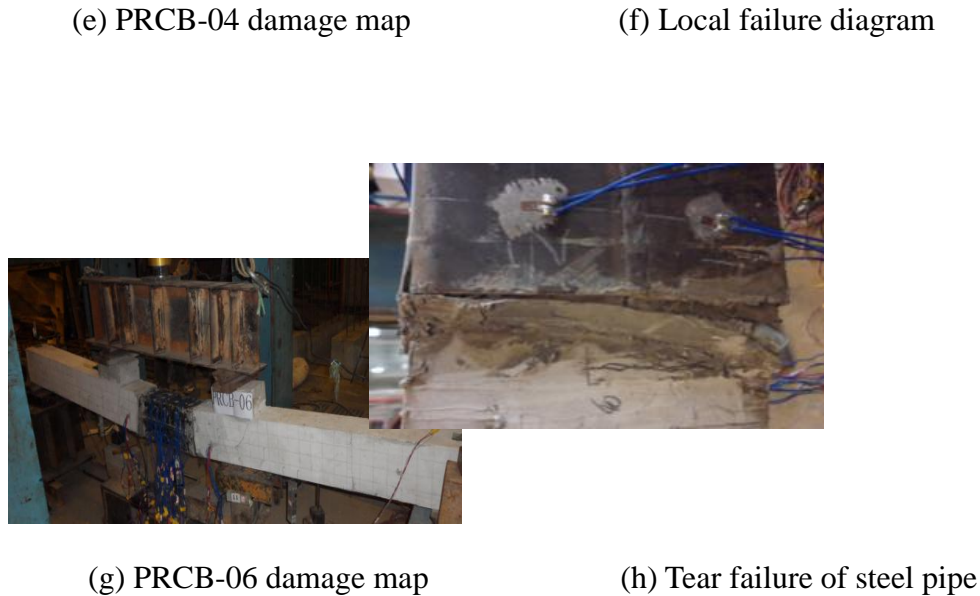 (e) PRCB-04 damage map
(f) Local failure diagram
PRCB-06
(g) PRCB-06 damage map
(h) Tear failure of steel pipe